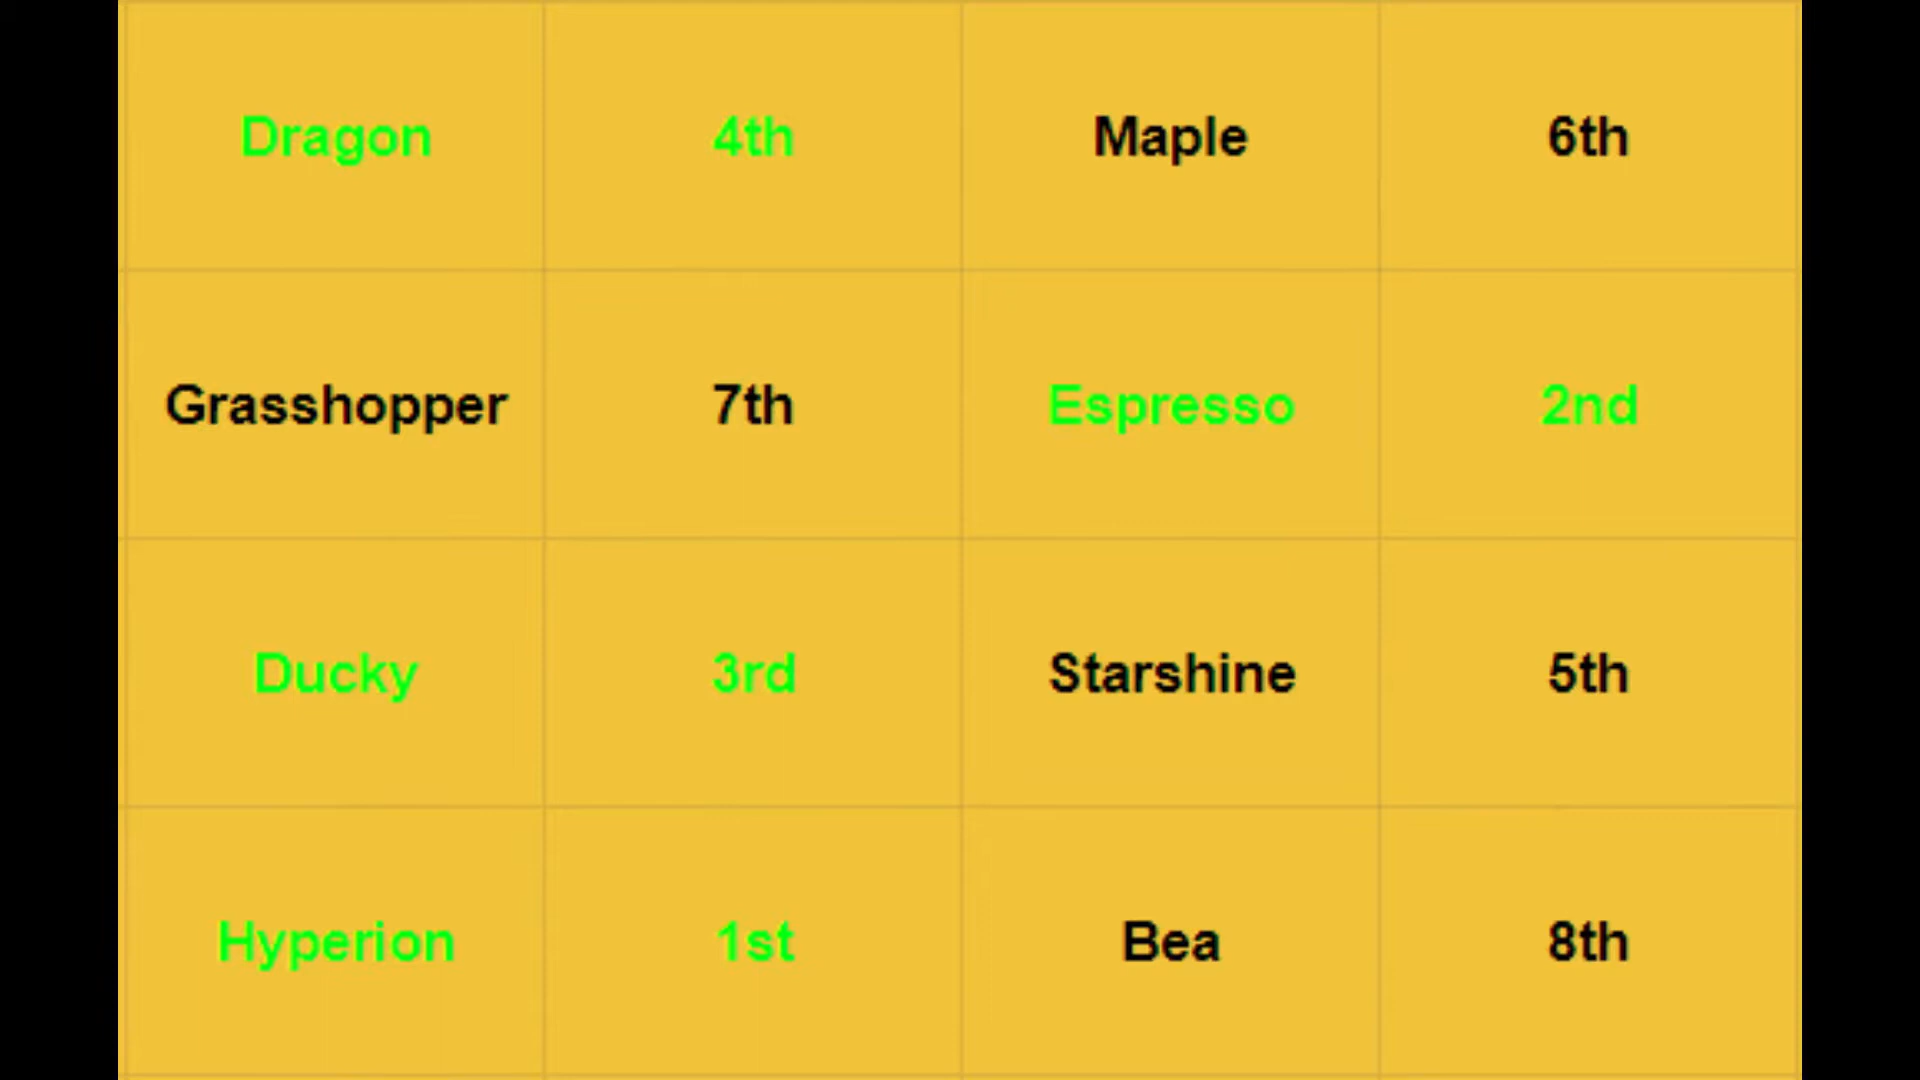 Dragon 4th Maple 6th
Grasshopper 7th Espresso 2nd
Ducky 3rd Starshine 5th
Hyperion 1st Bea 8th